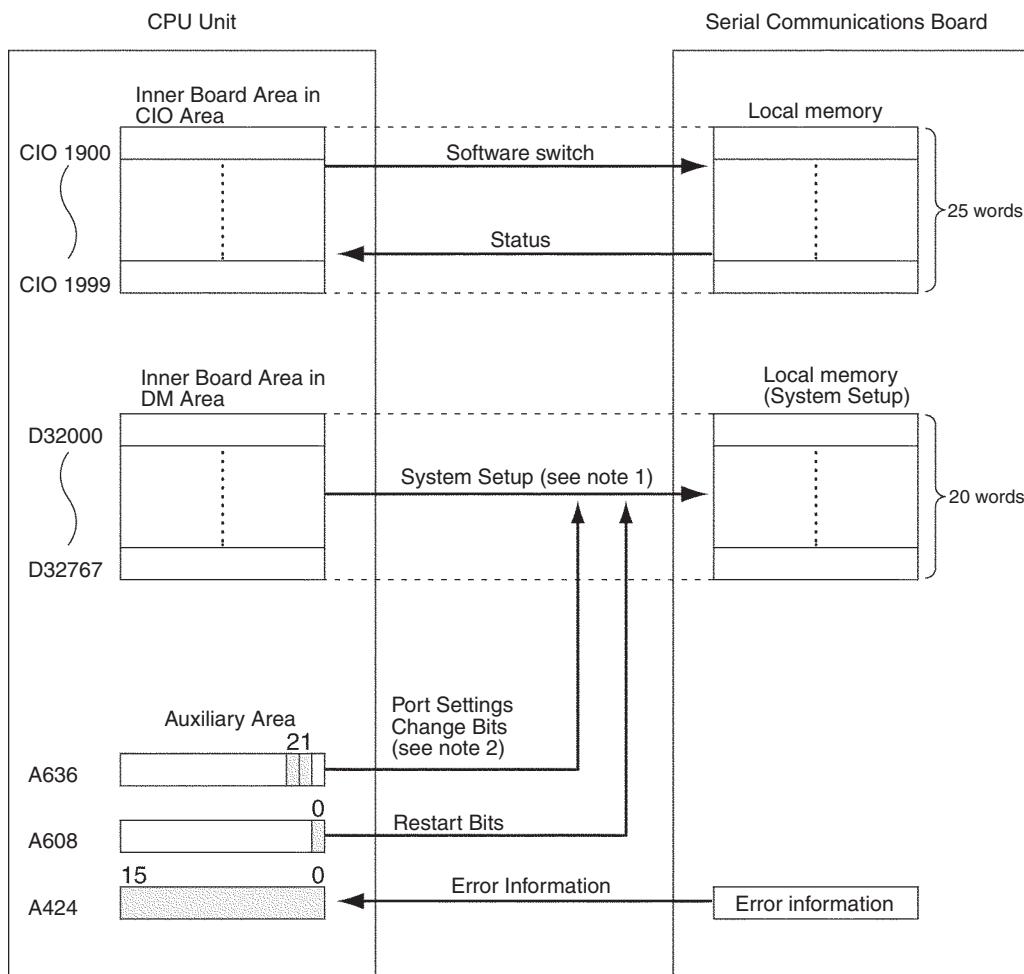 CPU Unit
Serial Communications Board
Inner Board Area in
CIO Area
Local memory
CIO 1900
Software switch
25 words
Status
CIO 1999
Inner Board Area in
DM Area
Local memory
(System Setup)
D32000
System Setup (see note 1)
20 words
D32767
Port Settings
Change Bits
(see note 2)
Auxiliary Area
21
A636
0
A608
Restart Bits
15
0
A424
Error Information
Error information